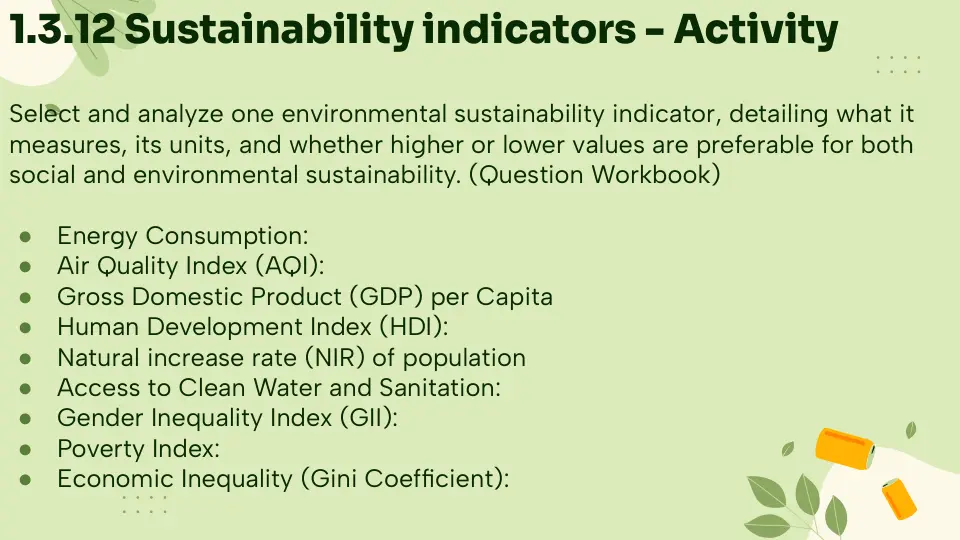 1.3.12 Sustainability indicators - Activity
Select and analyze one environmental sustainability indicator, detailing what it
measures, its units, and whether higher or lower values are preferable for both
social and environmental sustainability. (Question Workbook)
● Energy Consumption:
● Air Quality Index (AQI):
● Gross Domestic Product (GDP) per Capita
● Human Development Index (HDI):
● Natural increase rate (NIR) of population
● Access to Clean Water and Sanitation:
● Gender Inequality Index (GII):
● Poverty Index:
● Economic Inequality (Gini Coefficient):